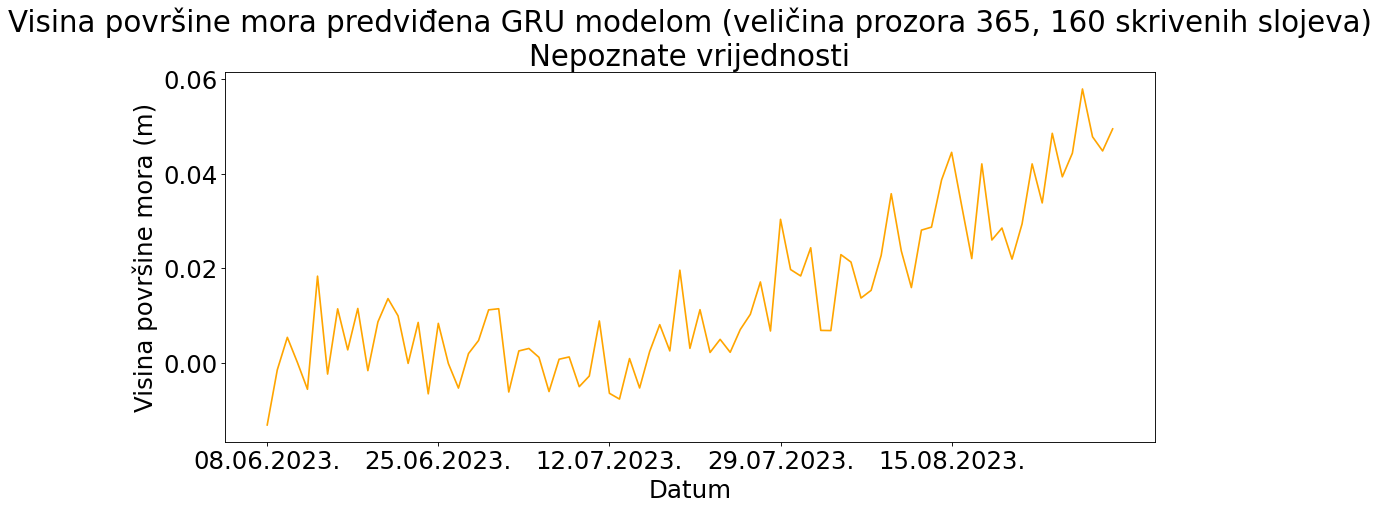 Visina površine mora predviđena GRU modelom (veličina prozora 365, 160 skrivenih slojeva)
Nepoznate vrijednosti
Visina površine mora (m)
0.06
0.04
0.02
0.00
08.06.2023.
25.06.2023.
12.07.2023.
29.07.2023.
15.08.2023.
Datum